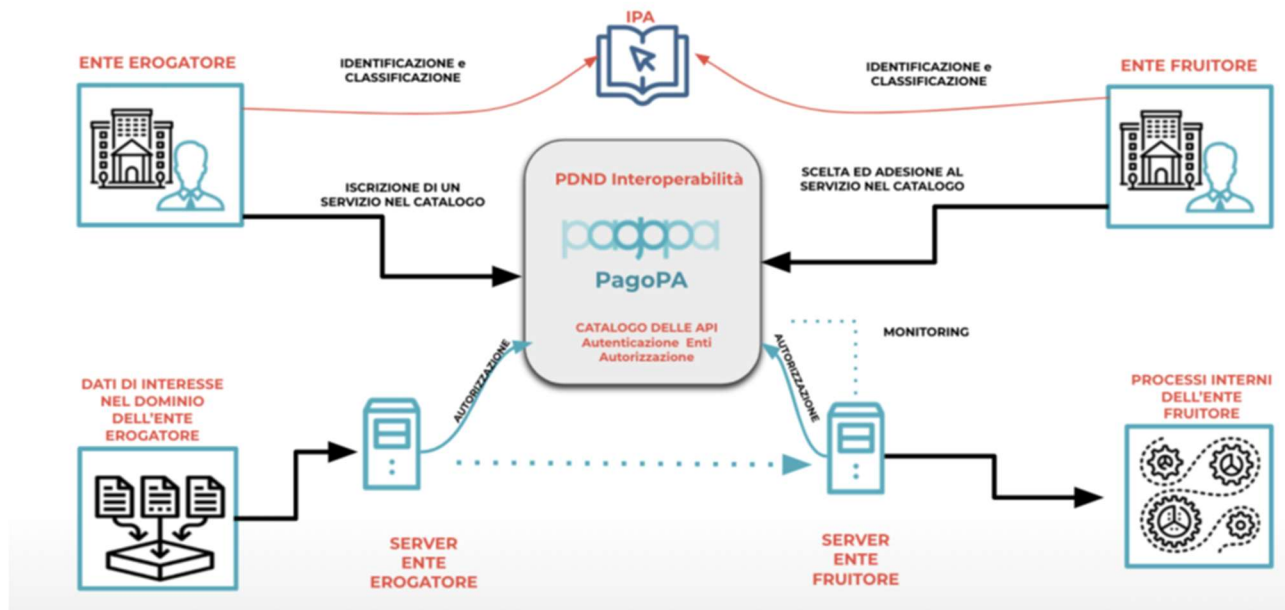 IPA
ENTE EROGATORE
IDENTIFICAZIONE e
CLASSIFICAZIONE
IDENTIFICAZIONE e
CLASSIFICAZIONE
ENTE FRUITORE
ISCRIZIONE DI UN
SERVIZIO NEL CATALOGO
PDND Interoperabilità
pagopa
PagoPA
CATALOGO DELLE API
Autenticazione Enti
Autorizzazione
SCELTA ED ADESIONE AL
SERVIZIO NEL CATALOGO
AUTORIZZAZIONE
AUTORIZZAZIONE
MONITORING
DATI DI INTERESSE
NEL DOMINIO
DELL'ENTE
EROGATORE
PROCESSI INTERNI
DELL'ENTE
FRUITORE
SERVER
ENTE
EROGATORE
SERVER
ENTE
FRUITORE